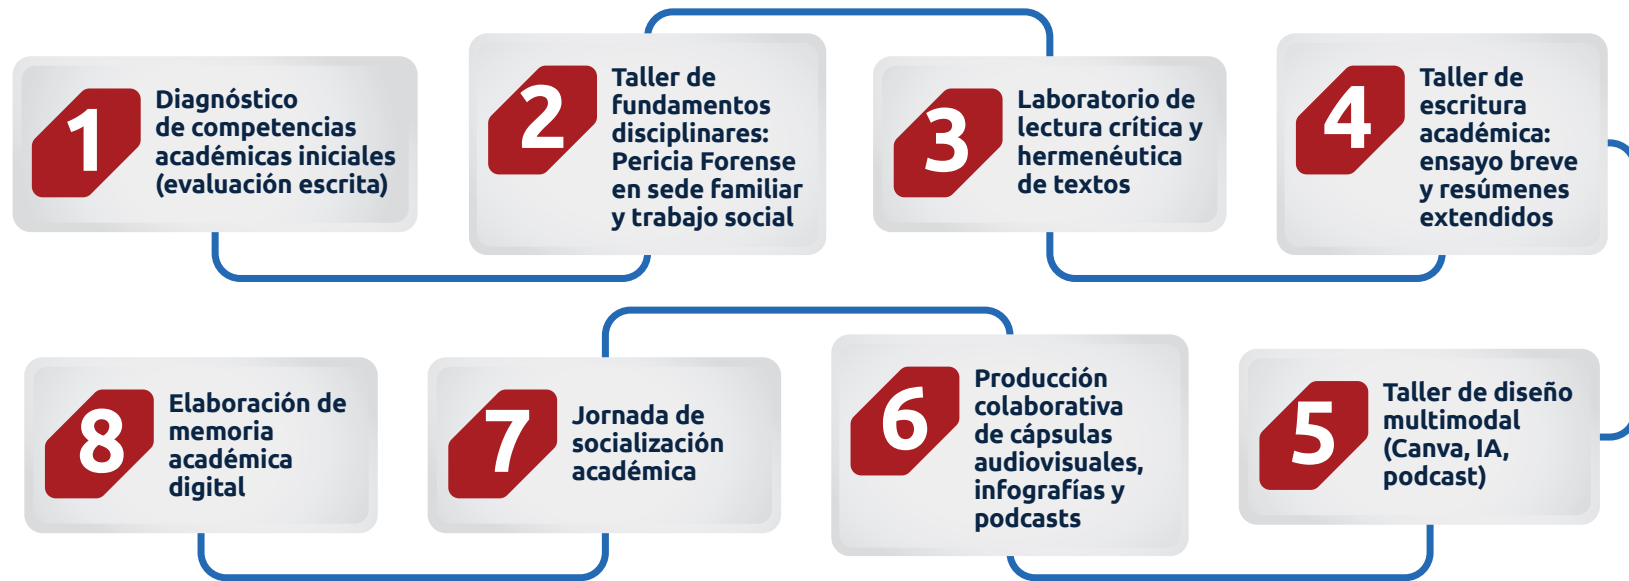 1
Diagnóstico
de competencias
académicas iniciales
(evaluación escrita)
2
Taller de
fundamentos
disciplinares:
Pericia Forense
en sede familiar
y trabajo social
3
Laboratorio de
lectura crítica y
hermenéutica
de textos
4
Taller de
escritura
académica:
ensayo breve
y resúmenes
extendidos
5
Taller de diseño
multimodal
(Canva, IA,
podcast)
6
Producción
colaborativa
de cápsulas
audiovisuales,
infografías y
podcasts
7
Jornada de
socialización
académica
8
Elaboración de
memoria
académica
digital